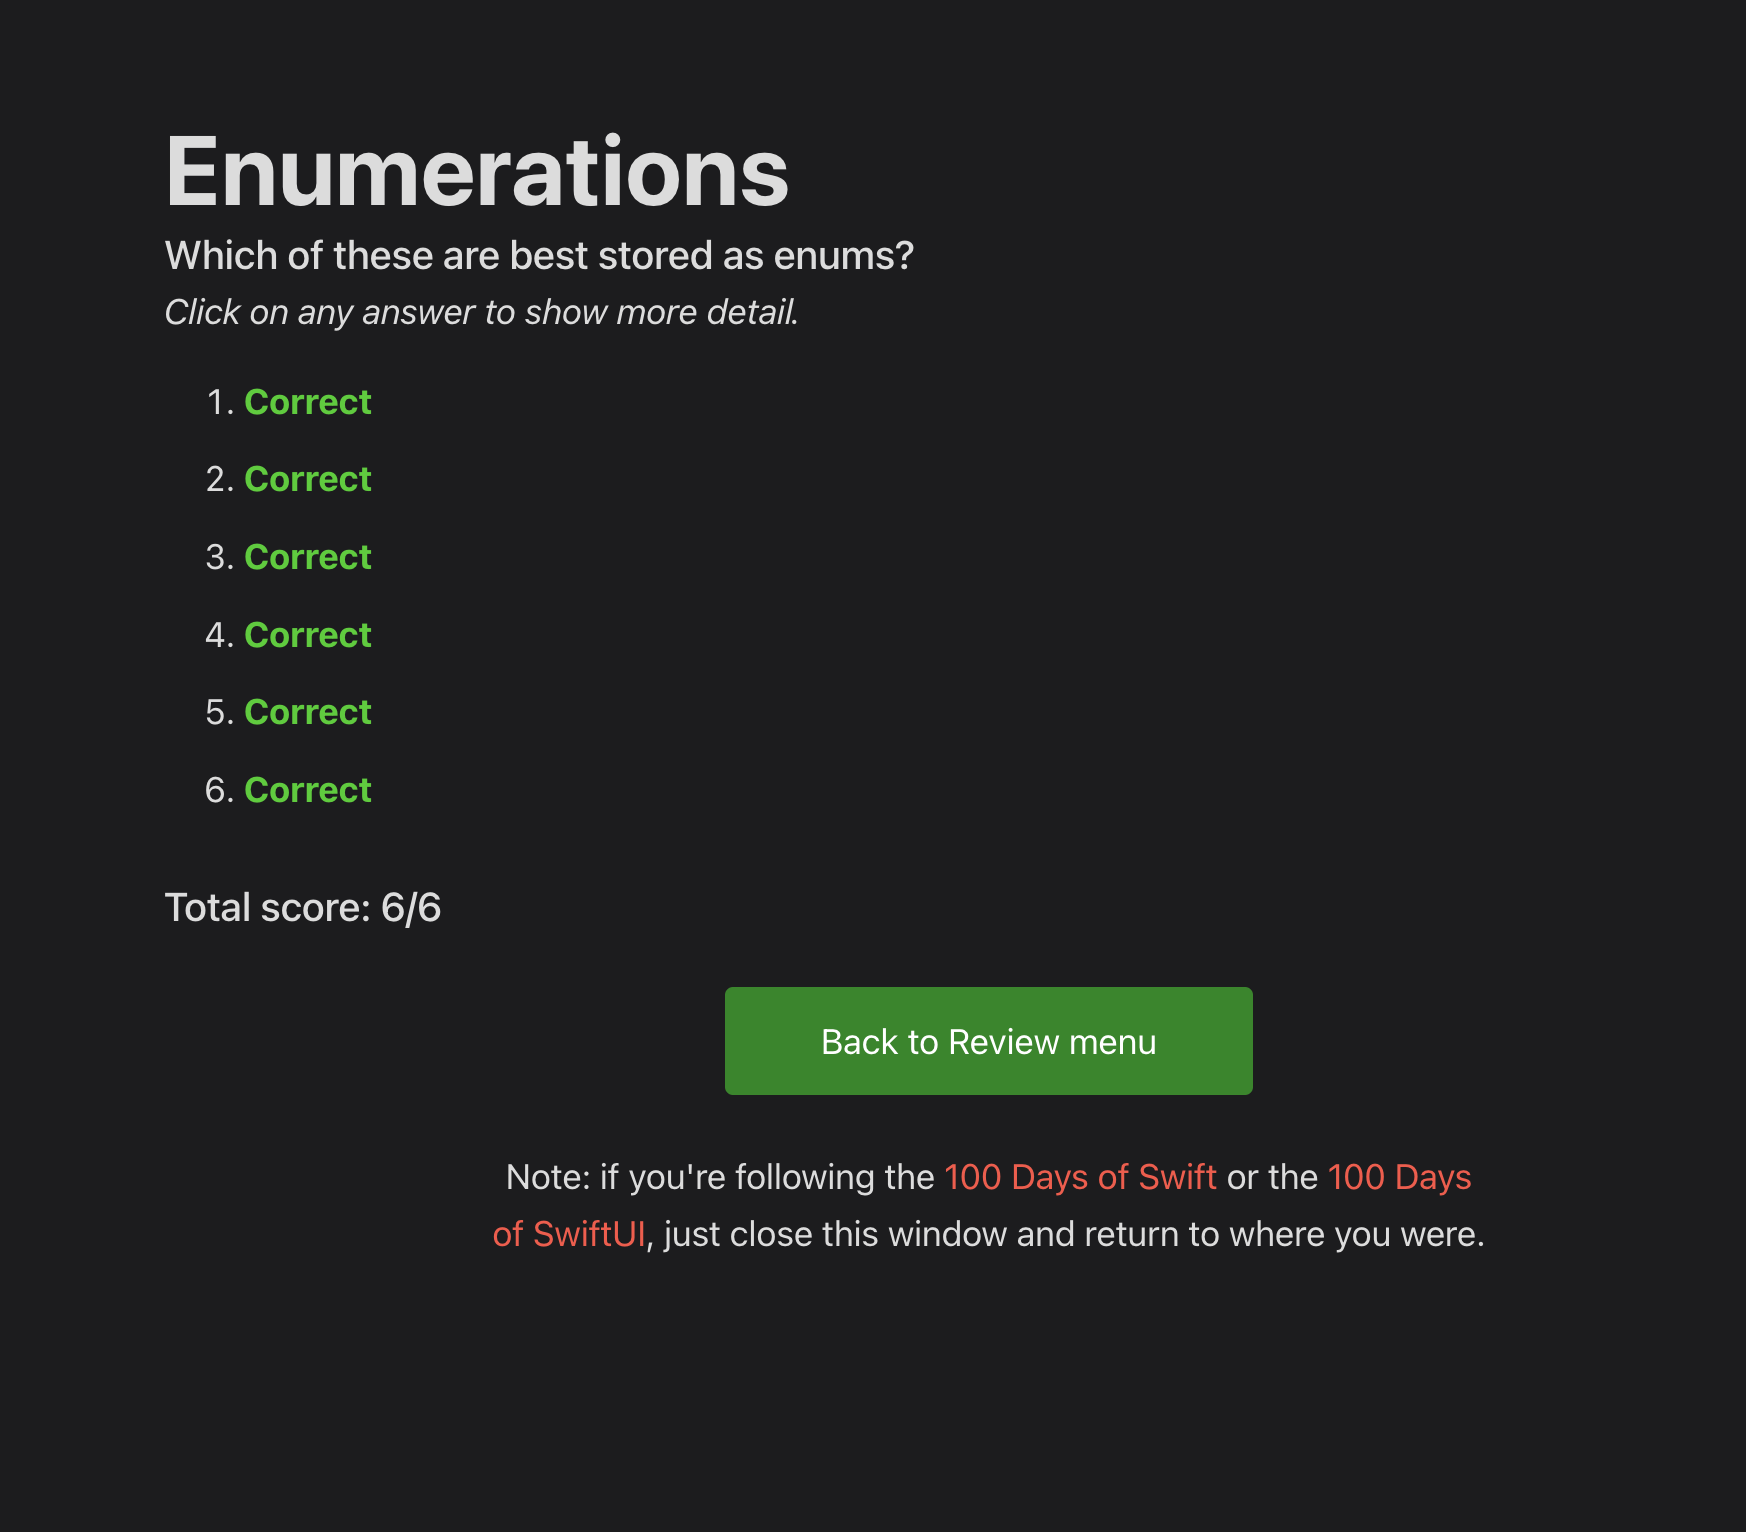 Enumerations
Which of these are best stored as enums?
Click on any answer to show more detail.
1. Correct
2. Correct
3. Correct
4. Correct
5. Correct
6. Correct
Total score: 6/6
Back to Review menu
Note: if you're following the 100 Days of Swift or the 100 Days
of SwiftUI, just close this window and return to where you were.